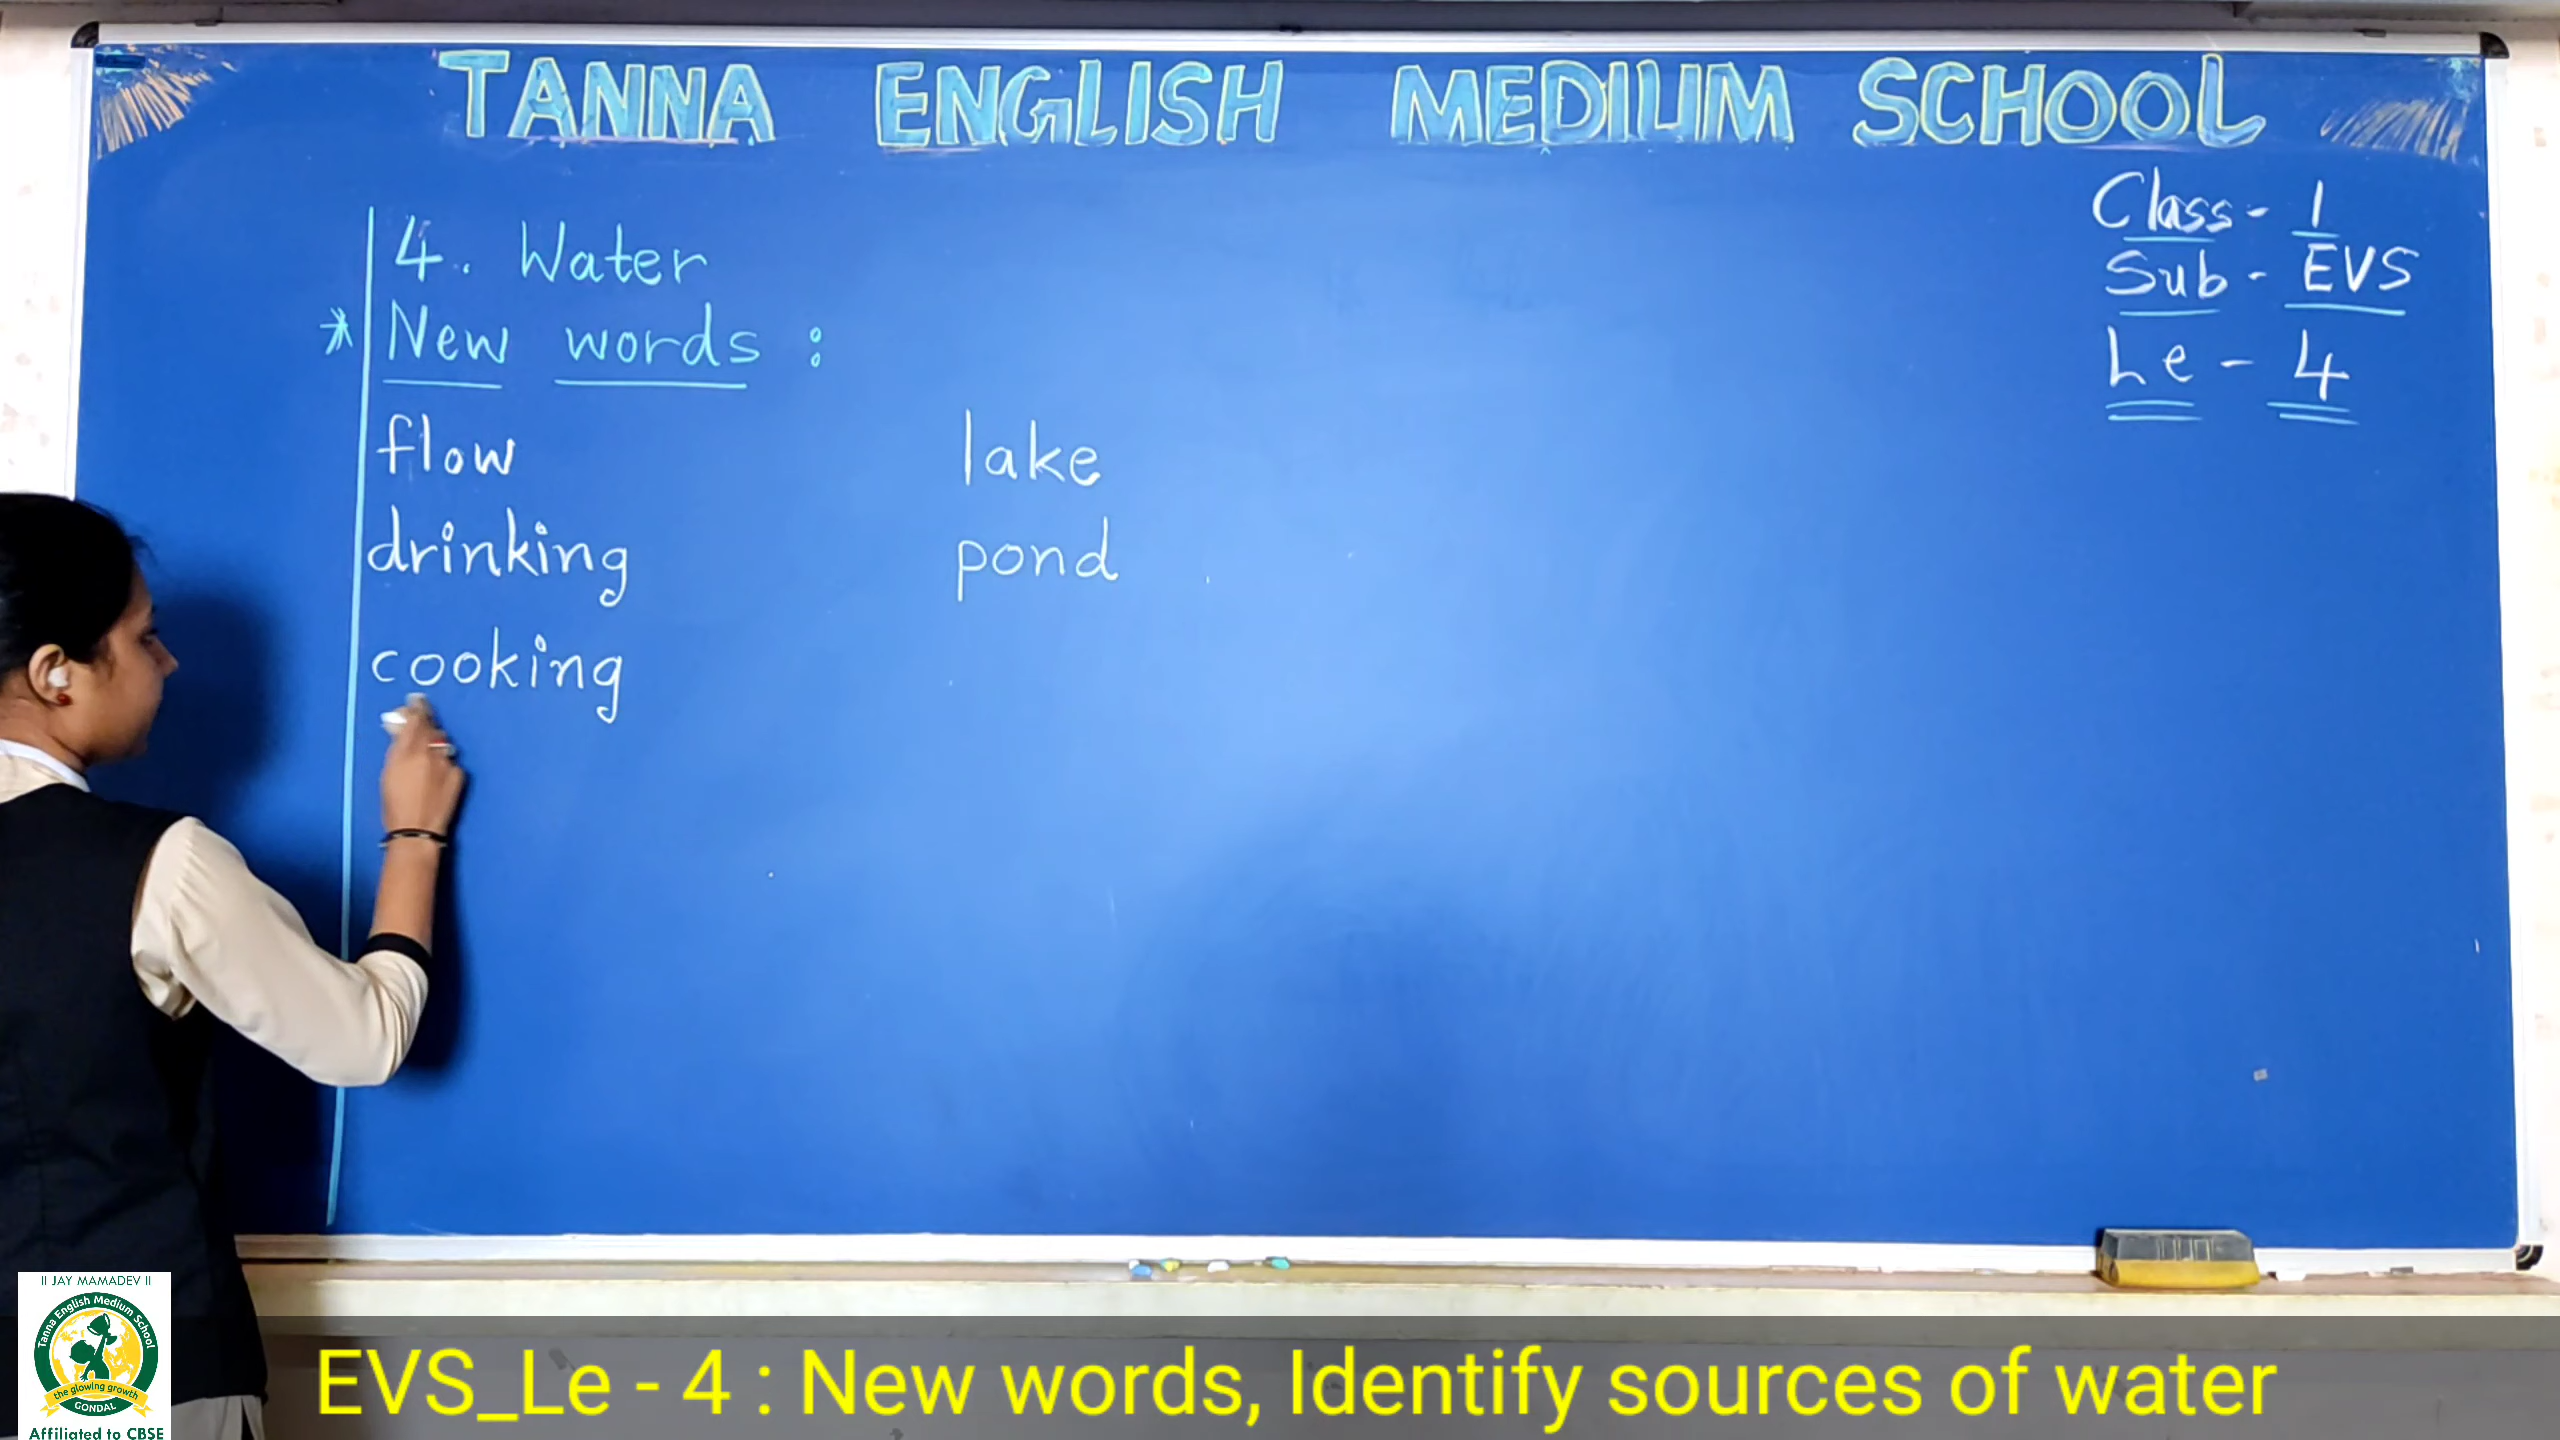 TANNA ENGLISH MEDIUM SCHOOL
Class - 1
Sub - EVS
Le - 4
4. Water
* New words :
flow lake
drinking pond
cooking
II JAY MAMADEV II
Tanna English Medium School
the glowing growth
GONDAL
Affiliated to CBSE
EVS_Le - 4 : New words, Identify sources of water